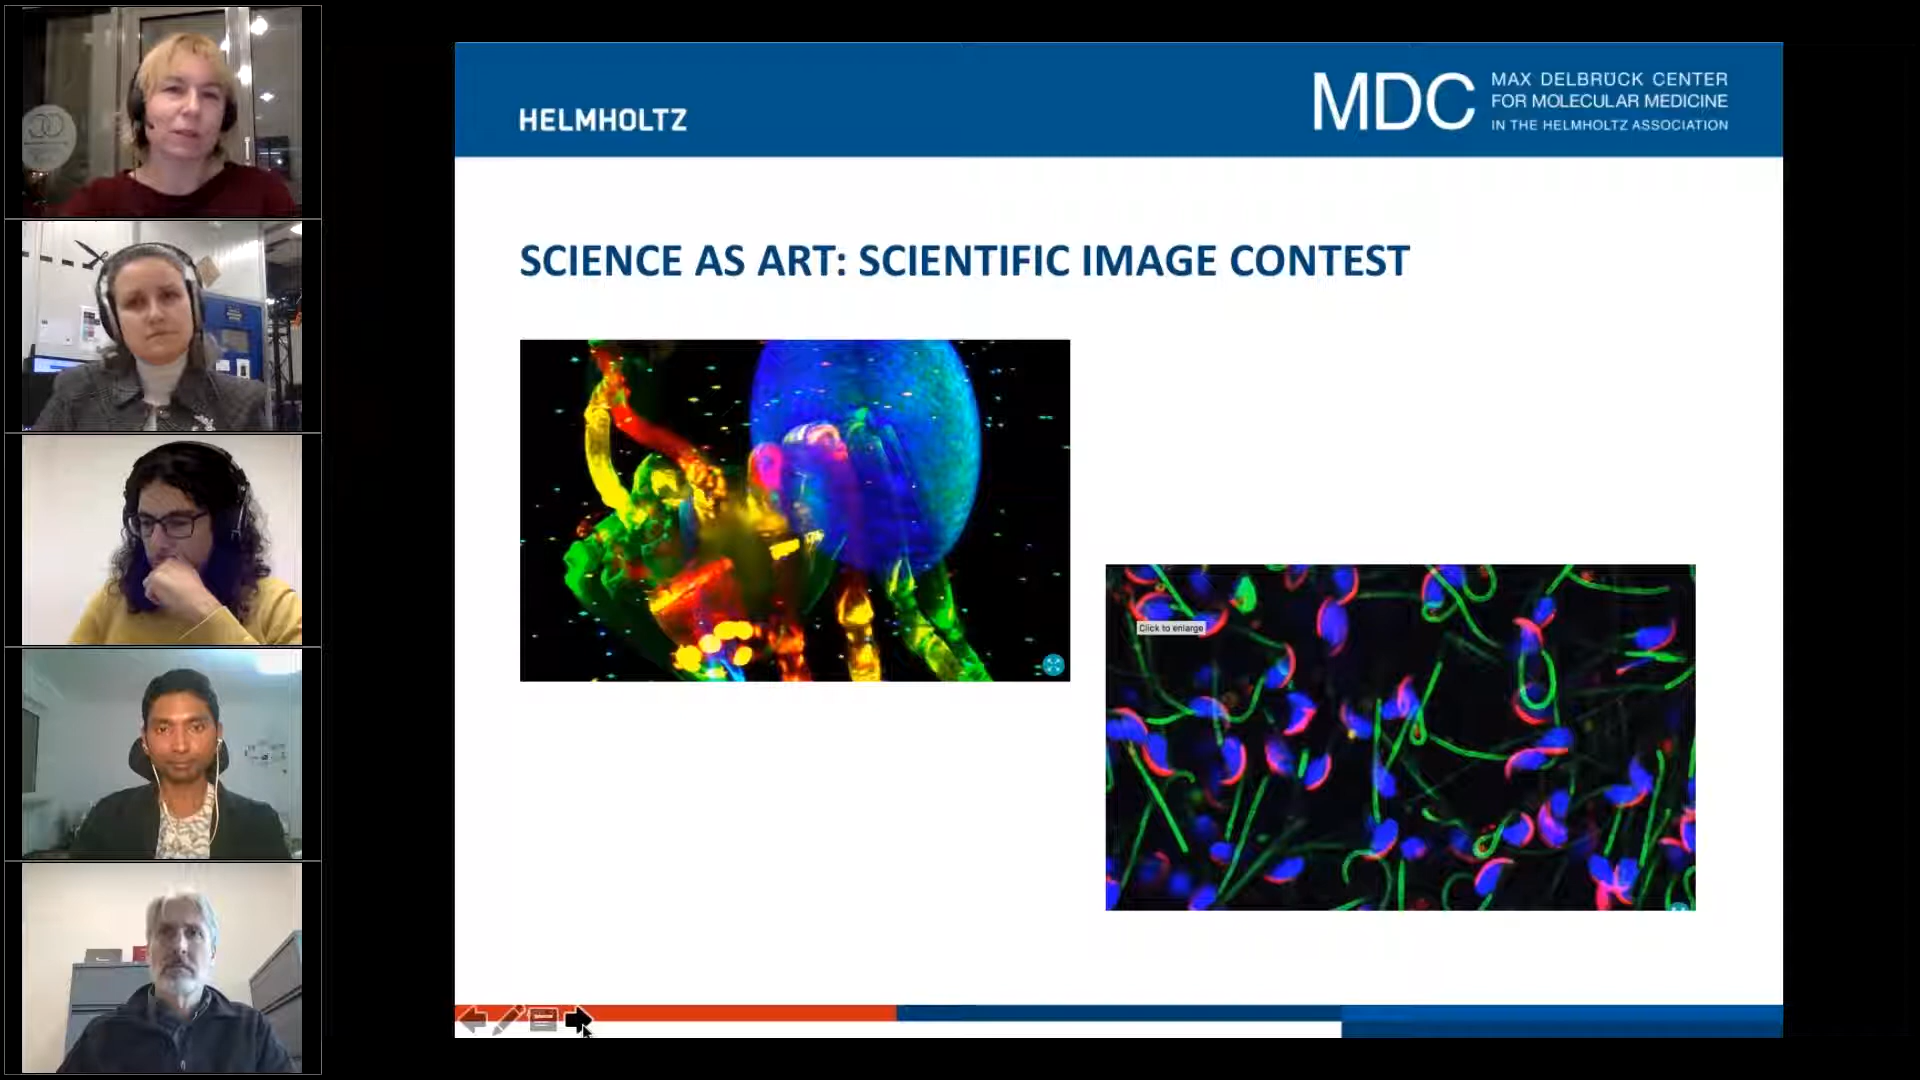 HELMHOLTZ
MDC
MAX DELBRÜCK CENTER
FOR MOLECULAR MEDICINE
IN THE HELMHOLTZ ASSOCIATION
SCIENCE AS ART: SCIENTIFIC IMAGE CONTEST
Click to enlarge